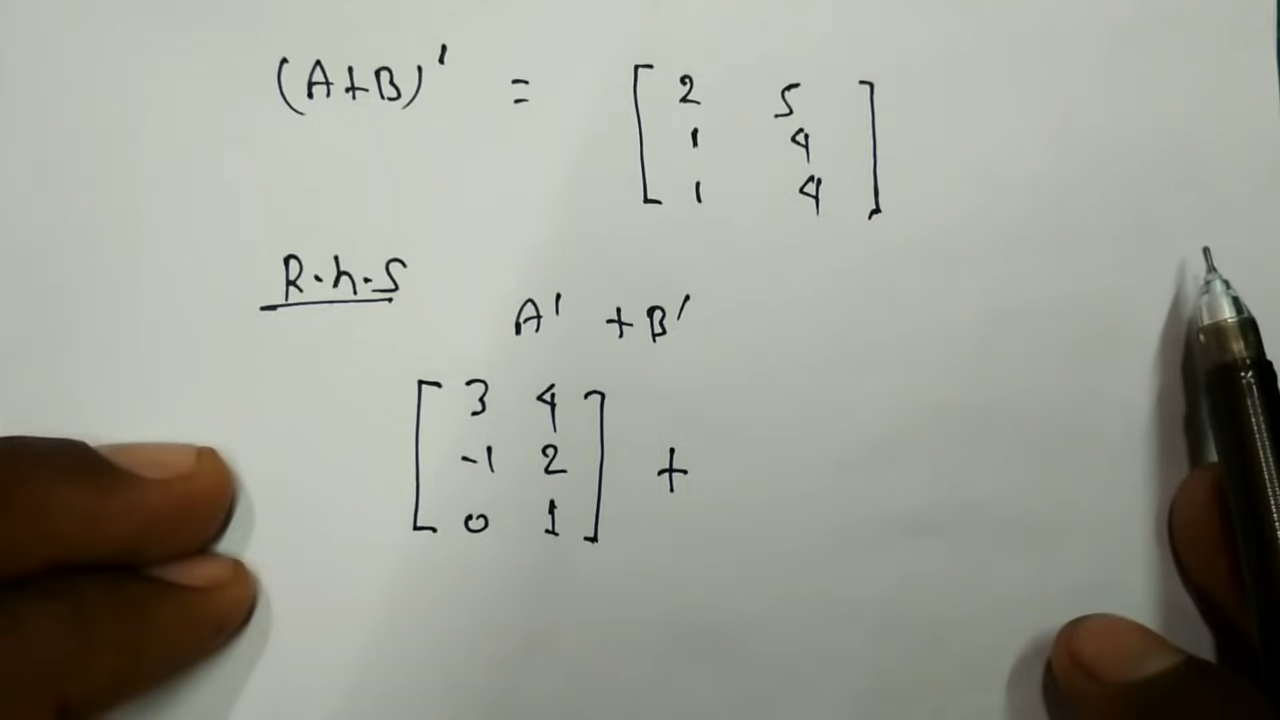 (A+B)' = [ 2 5
1 4
1 4 ]
R.h.S
A' + B'
[ 3 4
-1 2
0 1 ] +